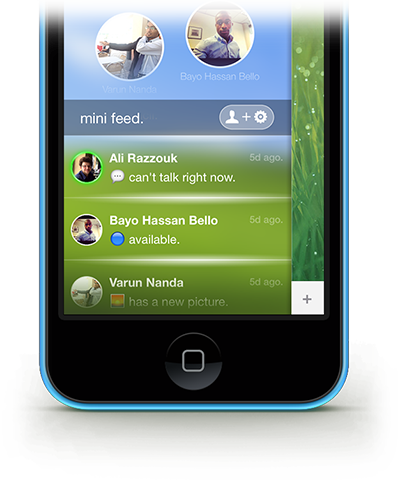 Varun Nanda
Bayo Hassan Bello
mini feed.
Ali Razzouk
5d ago.
can't talk right now.
Bayo Hassan Bello
5d ago.
available.
Varun Nanda
5d ago.
has a new picture.